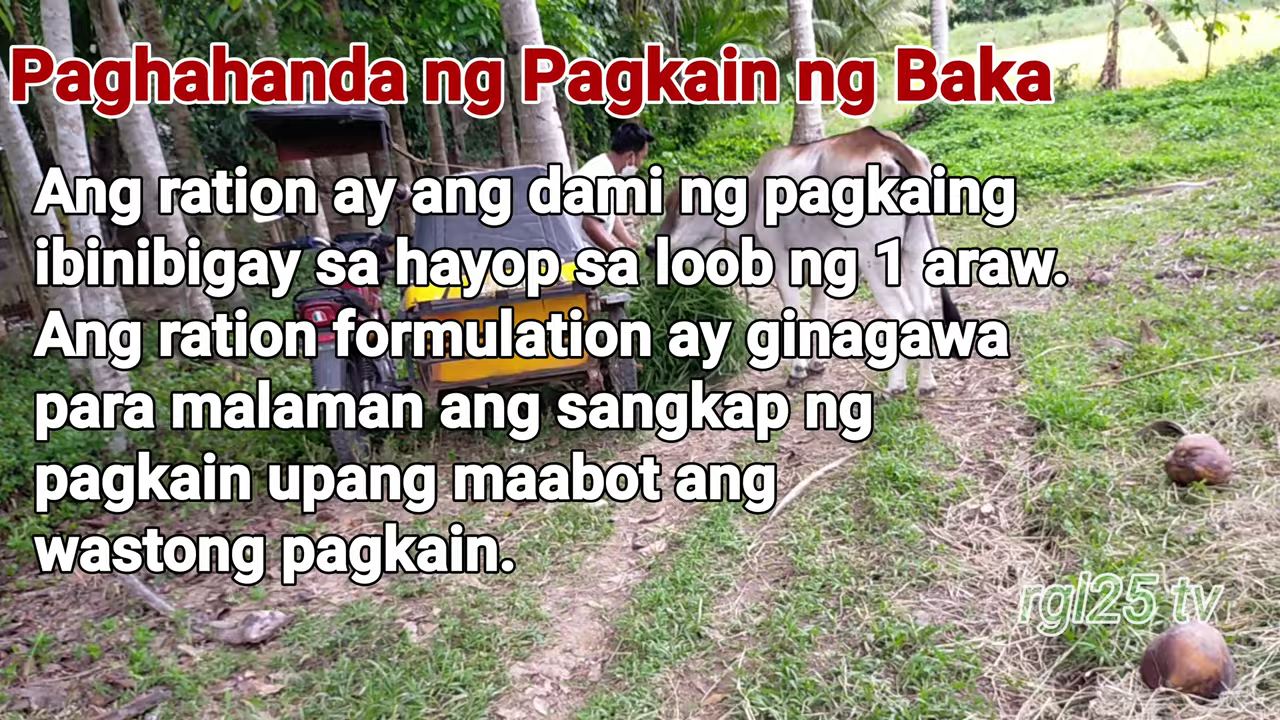 Paghahanda ng Pagkain ng Baka
Ang ration ay ang dami ng pagkaing
ibinibigay sa hayop sa loob ng 1 araw.
Ang ration formulation ay ginagawa
para malaman ang sangkap ng
pagkain upang maabot ang
wastong pagkain.
rgl25 tv